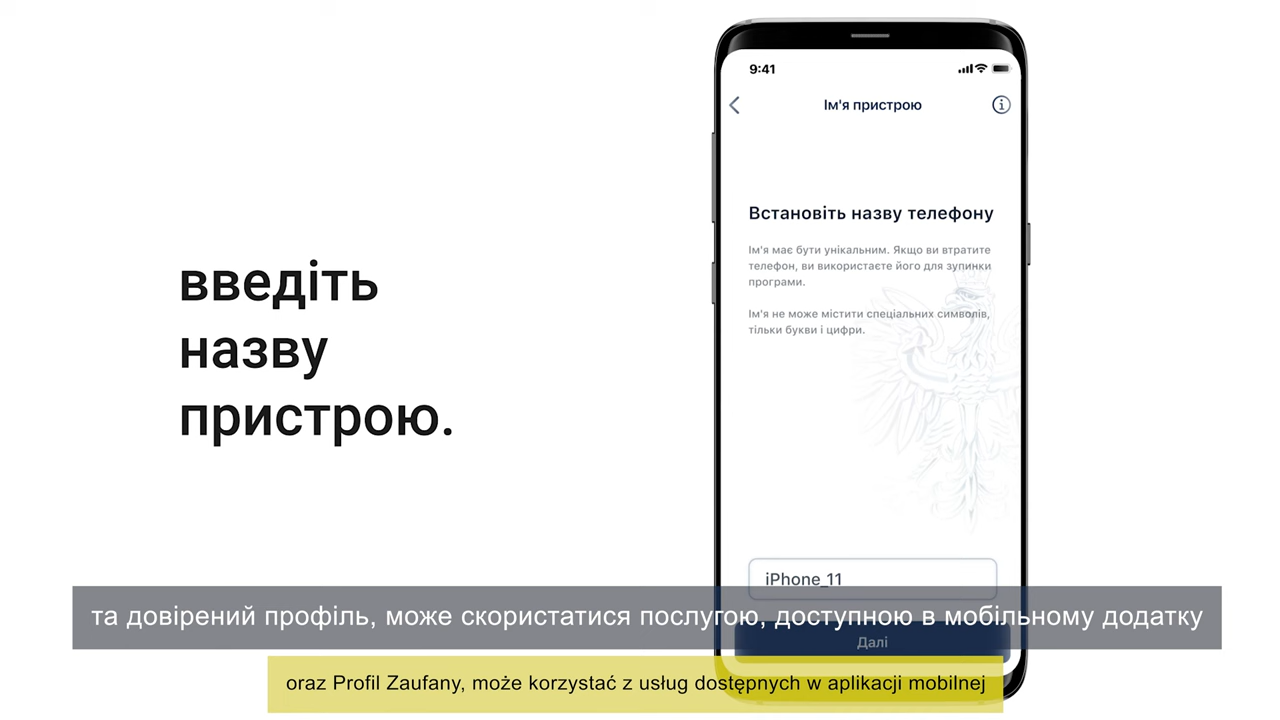 введіть
назву
пристрою.
9:41
Ім'я пристрою
Встановіть назву телефону
Ім'я має бути унікальним. Якщо ви втратите
телефон, ви використаєте його для зупинки
програми.
Ім'я не може містити спеціальних символів,
тільки букви і цифри.
iPhone_11
Далі
та довірений профіль, може скористатися послугою, доступною в мобільному додатку
oraz Profil Zaufany, może korzystać z usług dostępnych w aplikacji mobilnej